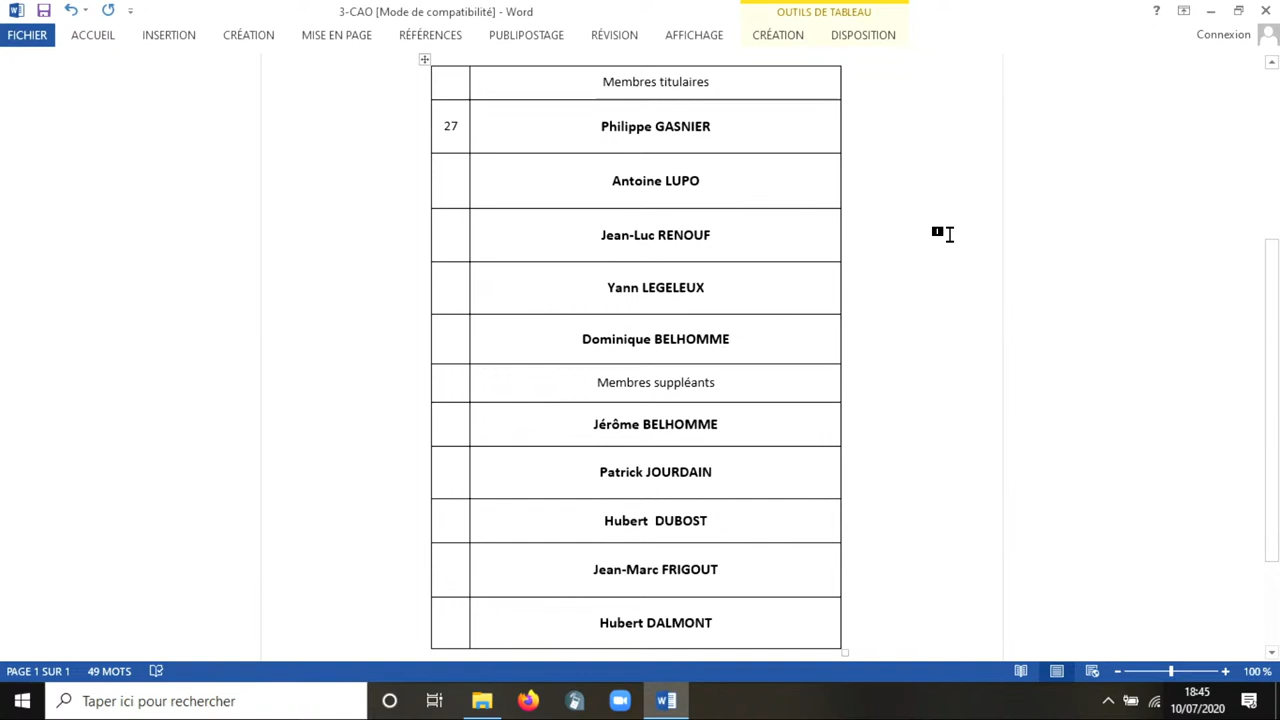 3-CAO [Mode de compatibilité] - Word
OUTILS DE TABLEAU
?
FICHIER ACCUEIL INSERTION CRÉATION MISE EN PAGE RÉFÉRENCES PUBLIPOSTAGE RÉVISION AFFICHAGE CRÉATION DISPOSITION Connexion
Membres titulaires
27 Philippe GASNIER
Antoine LUPO
Jean-Luc RENOUF
Yann LEGELEUX
Dominique BELHOMME
Membres suppléants
Jérôme BELHOMME
Patrick JOURDAIN
Hubert  DUBOST
Jean-Marc FRIGOUT
Hubert DALMONT
PAGE 1 SUR 1 49 MOTS 100 %
Taper ici pour rechercher
18:45
10/07/2020